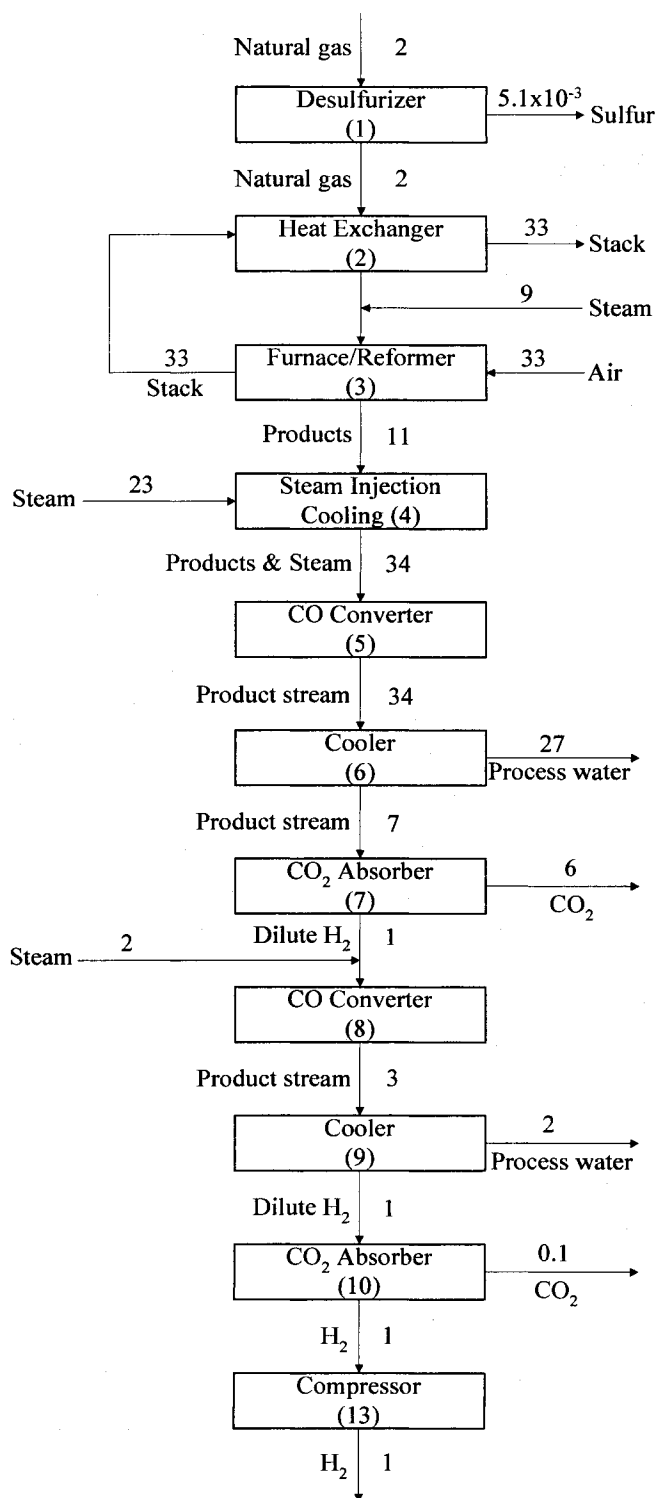 Natural gas 2
Desulfurizer
(1)
5.1x10⁻³
Sulfur
Natural gas 2
Heat Exchanger
(2)
33
Stack
9
Steam
33
Stack
Furnace/Reformer
(3)
33
Air
Products 11
Steam 23
Steam Injection
Cooling (4)
Products & Steam 34
CO Converter
(5)
Product stream 34
Cooler
(6)
27
Process water
Product stream 7
CO₂ Absorber
(7)
6
CO₂
Dilute H₂ 1
Steam 2
CO Converter
(8)
Product stream 3
Cooler
(9)
2
Process water
Dilute H₂ 1
CO₂ Absorber
(10)
0.1
CO₂
H₂ 1
Compressor
(13)
H₂ 1